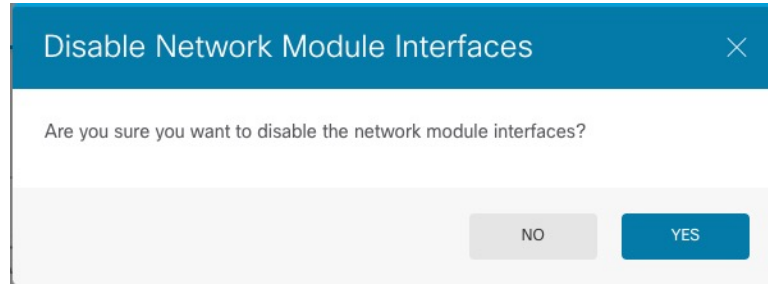 Disable Network Module Interfaces
Are you sure you want to disable the network module interfaces?
NO
YES